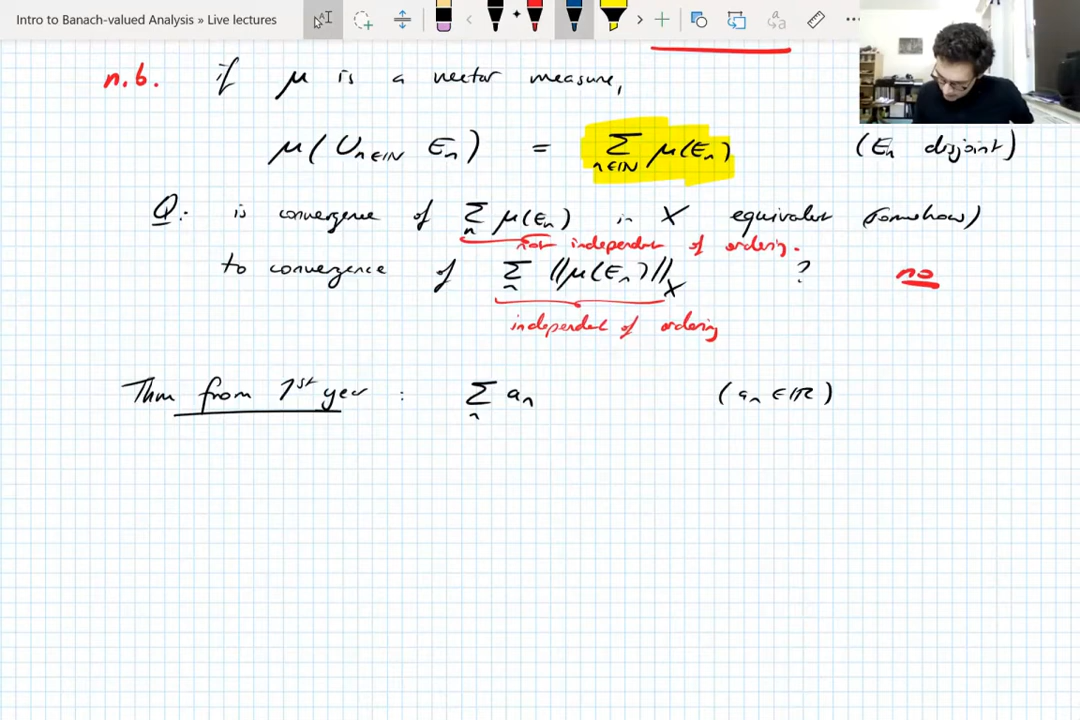 Intro to Banach-valued Analysis » Live lectures
n.b. if μ is a vector measure,
μ(∪n∈ℕ En) = Σn∈ℕ μ(En) (En disjoint)
Q: is convergence of Σn μ(En) in X equivalent (somehow)
not independent of ordering.
to convergence of Σn ||μ(En)||X ? no
independent of ordering
Thm from 1st year : Σn an (an ∈ ℝ)